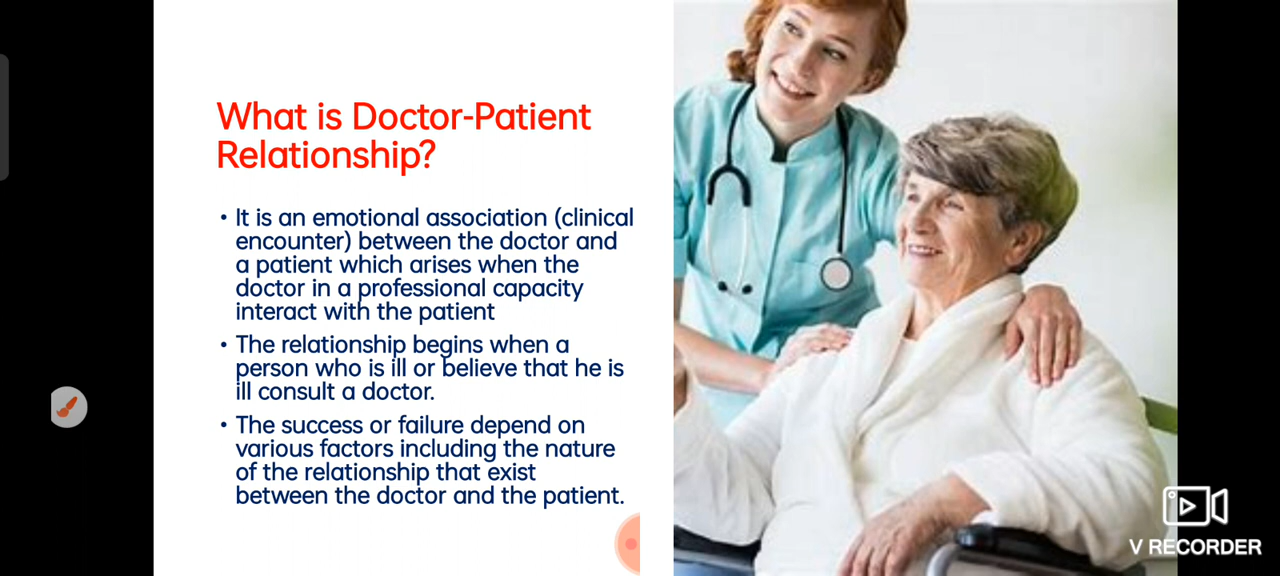 What is Doctor-Patient
Relationship?
• It is an emotional association (clinical
encounter) between the doctor and
a patient which arises when the
doctor in a professional capacity
interact with the patient
• The relationship begins when a
person who is ill or believe that he is
ill consult a doctor.
• The success or failure depend on
various factors including the nature
of the relationship that exist
between the doctor and the patient.
V RECORDER